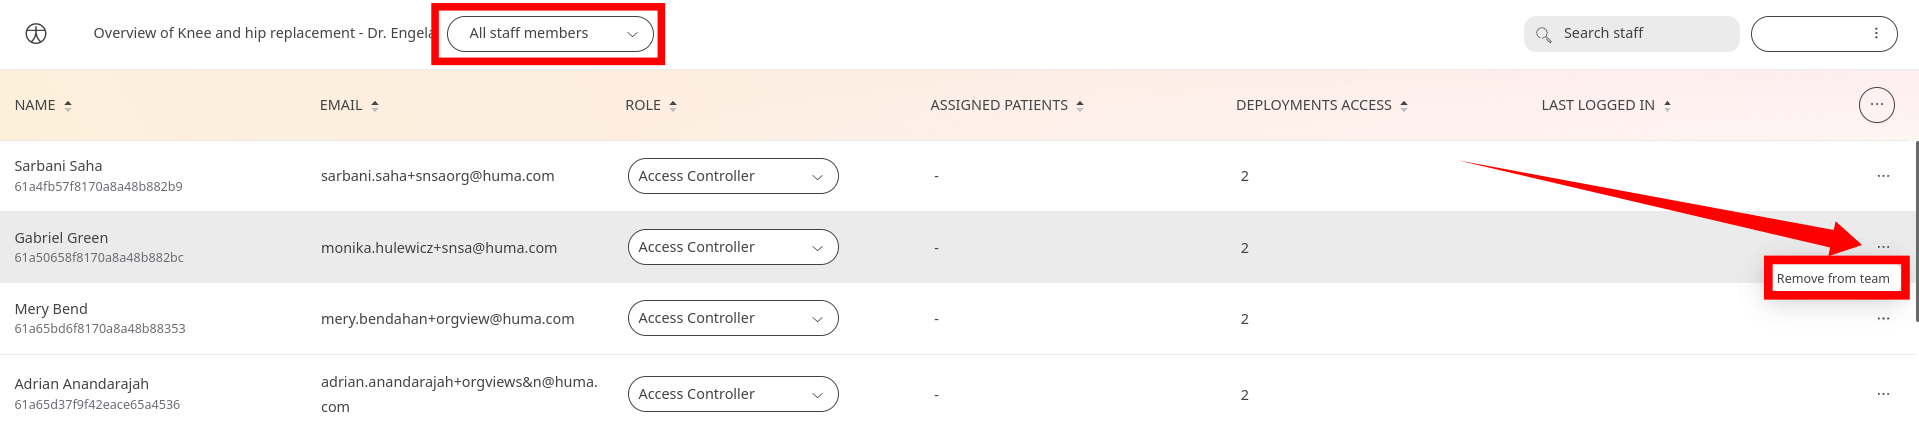 Overview of Knee and hip replacement - Dr. Engela
All staff members
Search staff
NAME EMAIL ROLE ASSIGNED PATIENTS DEPLOYMENTS ACCESS LAST LOGGED IN
Sarbani Saha
61a4fb57f8170a8a48b882b9
sarbani.saha+snsaorg@huma.com
Access Controller
-
2
Gabriel Green
61a50658f8170a8a48b882bc
monika.hulewicz+snsa@huma.com
Access Controller
-
2
Remove from team
Mery Bend
61a65bd6f8170a8a48b88353
mery.bendahan+orgview@huma.com
Access Controller
-
2
Adrian Anandarajah
61a65d37f9f42eace65a4536
adrian.anandarajah+orgviews&n@huma.
com
Access Controller
-
2